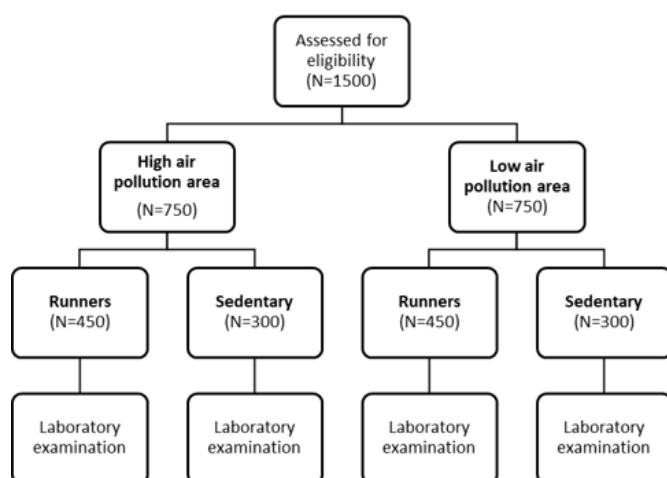 Assessed for
eligibility
(N=1500)
High air
pollution area
(N=750)
Low air
pollution area
(N=750)
Runners
(N=450)
Sedentary
(N=300)
Runners
(N=450)
Sedentary
(N=300)
Laboratory
examination
Laboratory
examination
Laboratory
examination
Laboratory
examination